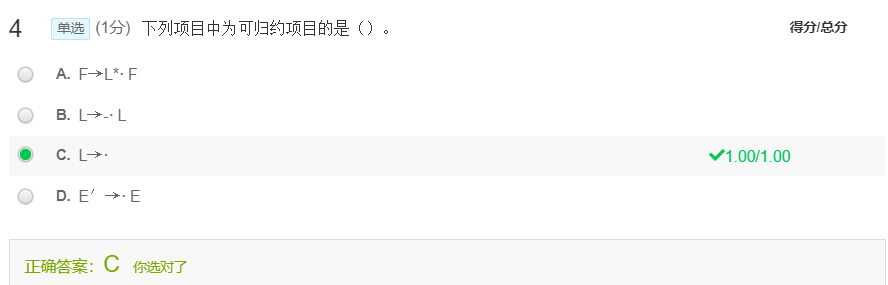 4 单选 (1分) 下列项目中为可归约项目的是（）。 得分/总分
A. F→L*· F
B. L→-· L
C. L→· 1.00/1.00
D. E′ →· E
正确答案：C 你选对了